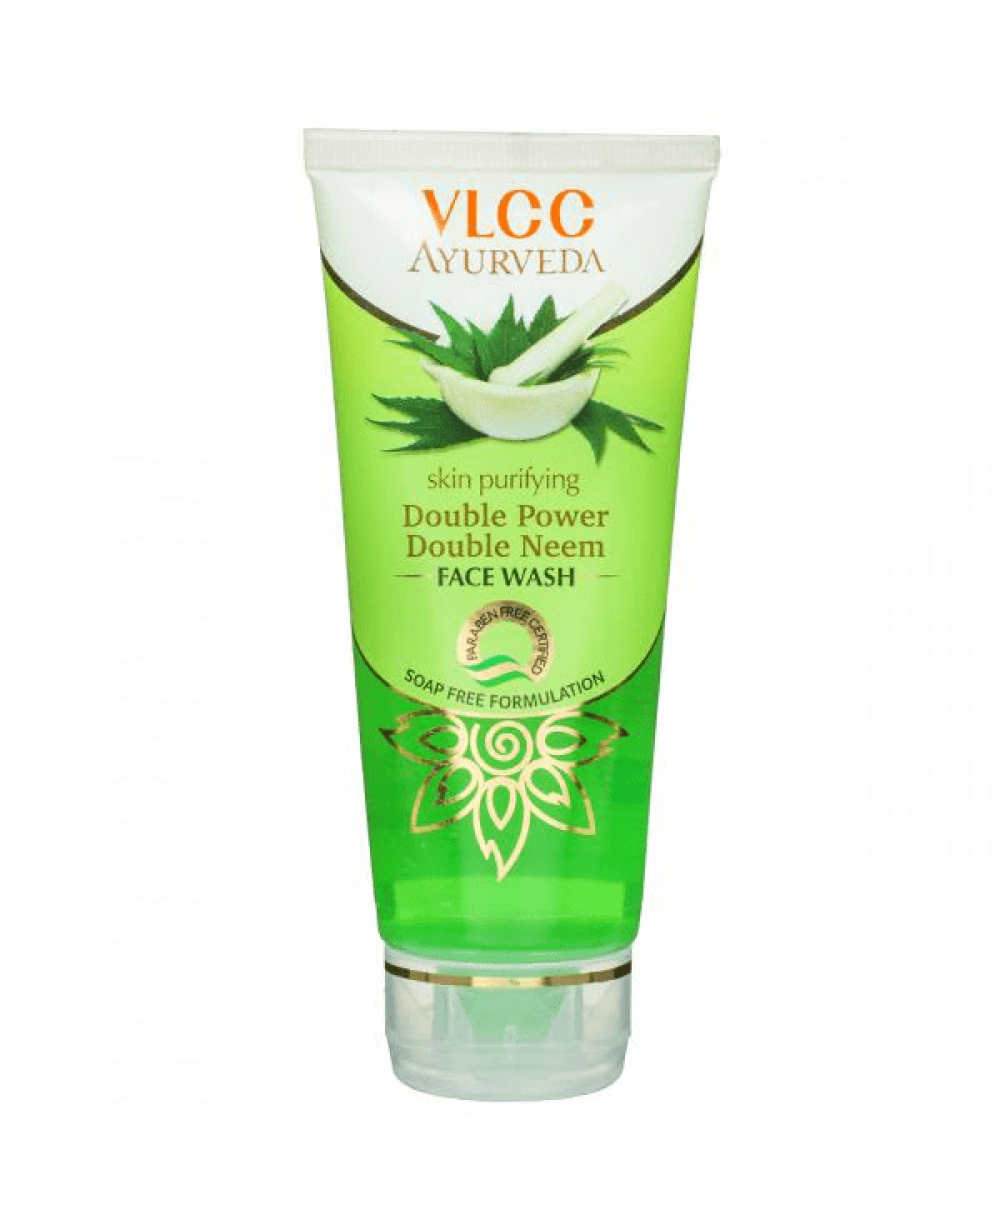 VLCC
AYURVEDA
skin purifying
Double Power
Double Neem
FACE WASH
PARABEN FREE CERTIFIED
SOAP FREE FORMULATION